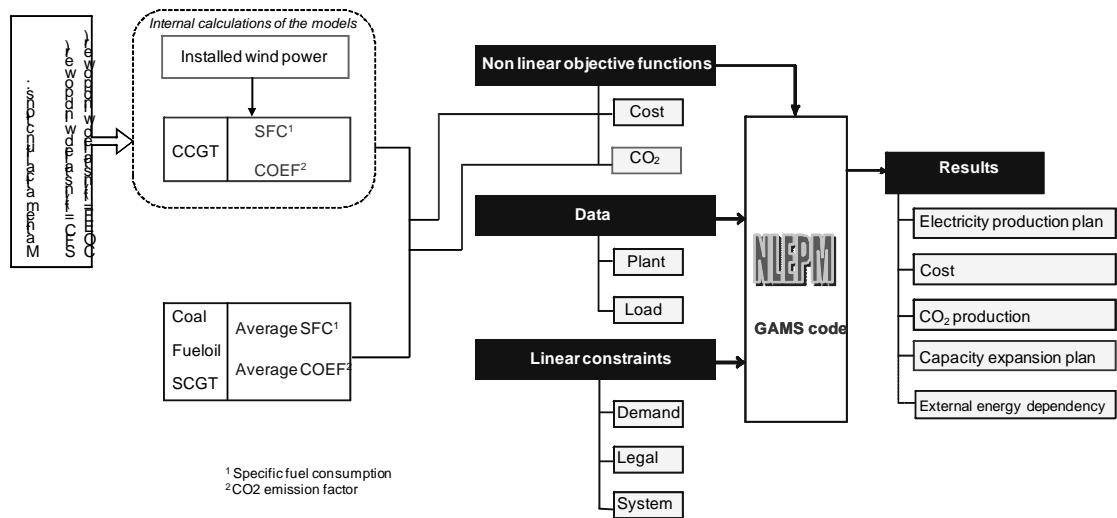 Internal calculations of the models
Installed wind power
CCGT
SFC¹
COEF²
Coal
Fueloil
SCGT
Average SFC¹
Average COEF²
¹ Specific fuel consumption
² CO2 emission factor
Non linear objective functions
Cost
CO₂
Data
Plant
Load
Linear constraints
Demand
Legal
System
NLEPM
GAMS code
Results
Electricity production plan
Cost
CO₂ production
Capacity expansion plan
External energy dependency